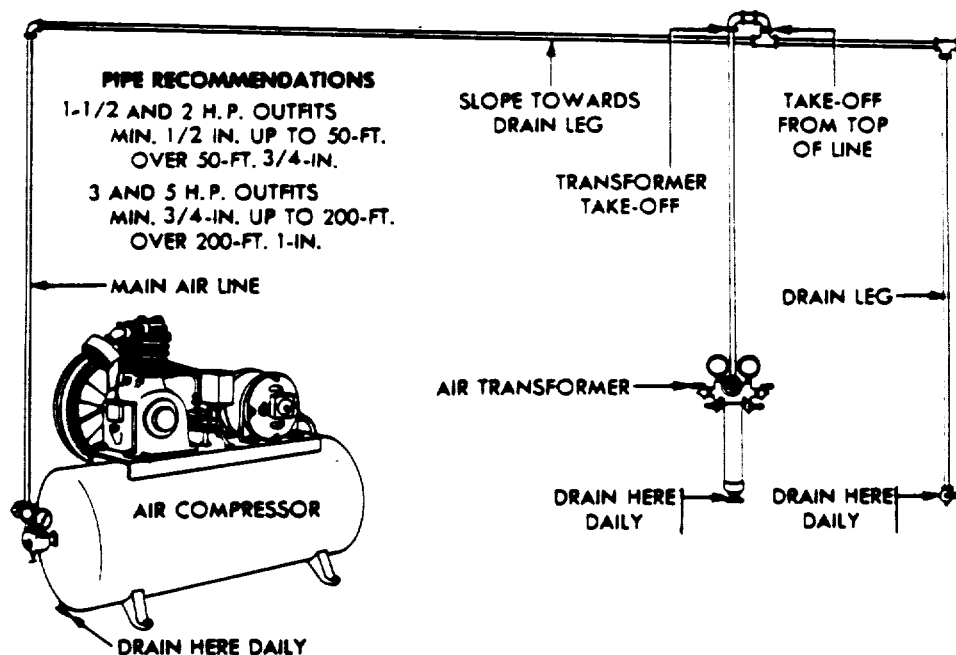 PIPE RECOMMENDATIONS
1-1/2 AND 2 H.P. OUTFITS
MIN. 1/2 IN. UP TO 50-FT.
OVER 50-FT. 3/4-IN.
3 AND 5 H.P. OUTFITS
MIN. 3/4-IN. UP TO 200-FT.
OVER 200-FT. 1-IN.
SLOPE TOWARDS
DRAIN LEG
TAKE-OFF
FROM TOP
OF LINE
TRANSFORMER
TAKE-OFF
MAIN AIR LINE
DRAIN LEG
AIR TRANSFORMER
AIR COMPRESSOR
DRAIN HERE
DAILY
DRAIN HERE
DAILY
DRAIN HERE DAILY